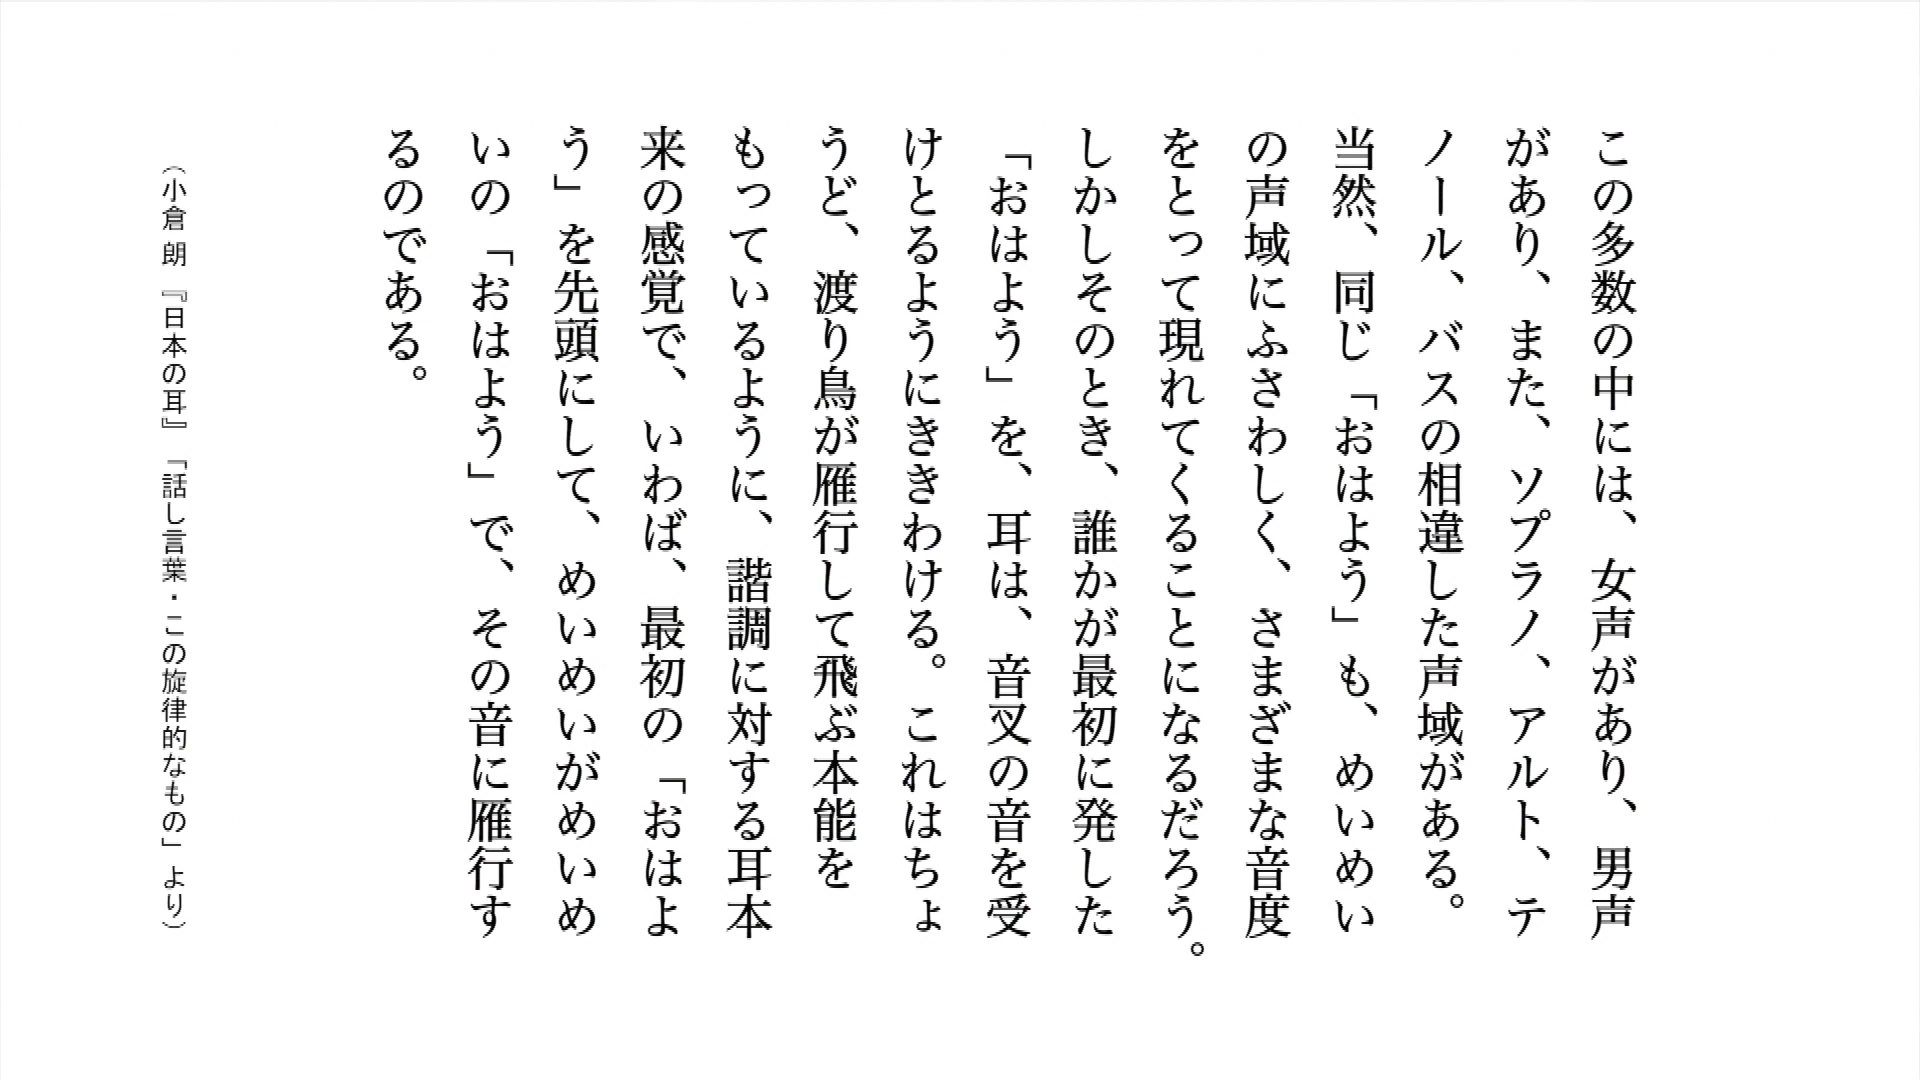 この多数の中には、女声があり、男声
があり、また、ソプラノ、アルト、テ
ノール、バスの相違した声域がある。
当然、同じ「おはよう」も、めいめい
の声域にふさわしく、さまざまな音度
をとって現れてくることになるだろう。
しかしそのとき、誰かが最初に発した
「おはよう」を、耳は、音叉の音を受
けとるようにききわける。これはちょ
うど、渡り鳥が雁行して飛ぶ本能を
もっているように、諧調に対する耳本
来の感覚で、いわば、最初の「おはよ
う」を先頭にして、めいめいがめいめ
いの「おはよう」で、その音に雁行す
るのである。
（小倉 朗 『日本の耳』 「話し言葉・この旋律的なもの」より）